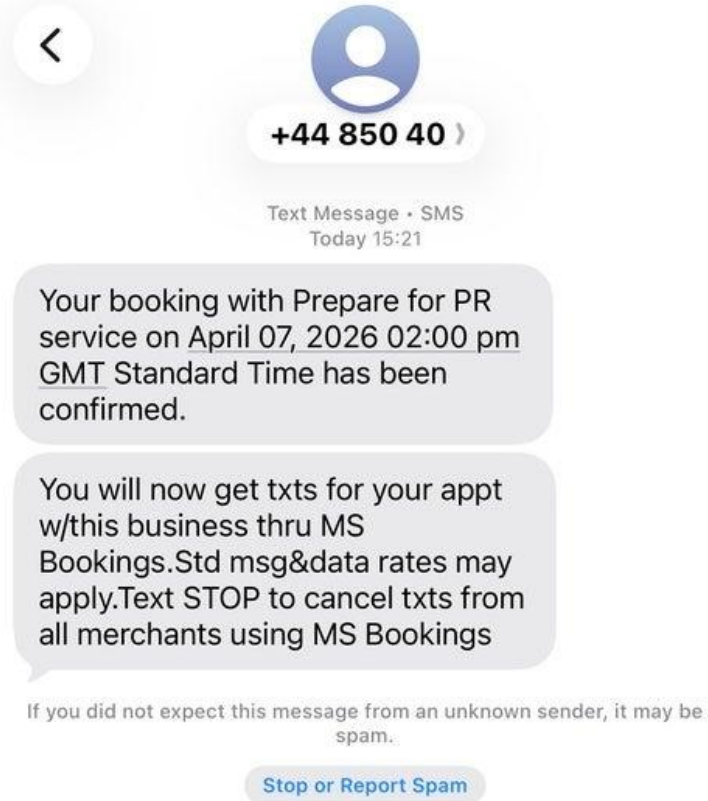 +44 850 40
Text Message • SMS
Today 15:21
Your booking with Prepare for PR
service on April 07, 2026 02:00 pm
GMT Standard Time has been
confirmed.
You will now get txts for your appt
w/this business thru MS
Bookings.Std msg&data rates may
apply.Text STOP to cancel txts from
all merchants using MS Bookings
If you did not expect this message from an unknown sender, it may be
spam.
Stop or Report Spam